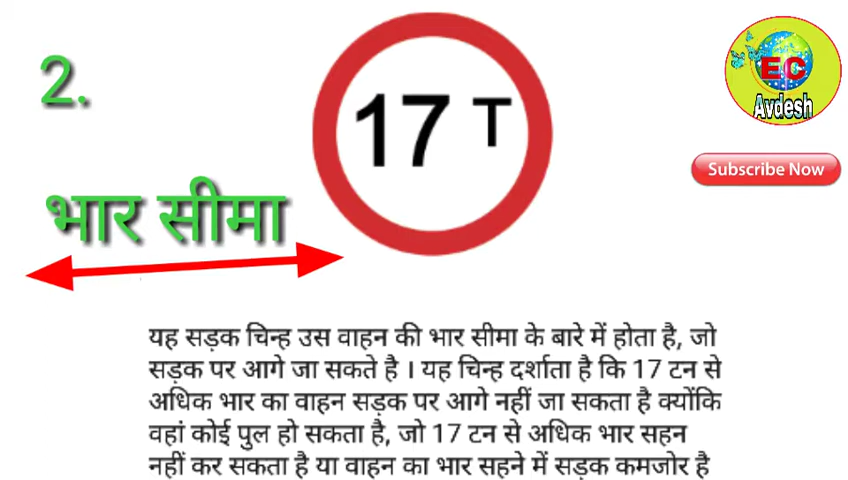 2.
17 T
EC
Avdesh
Subscribe Now
भार सीमा
यह सड़क चिन्ह उस वाहन की भार सीमा के बारे में होता है, जो
सड़क पर आगे जा सकते है । यह चिन्ह दर्शाता है कि 17 टन से
अधिक भार का वाहन सड़क पर आगे नहीं जा सकता है क्योंकि
वहां कोई पुल हो सकता है, जो 17 टन से अधिक भार सहन
नहीं कर सकता है या वाहन का भार सहने में सड़क कमजोर है